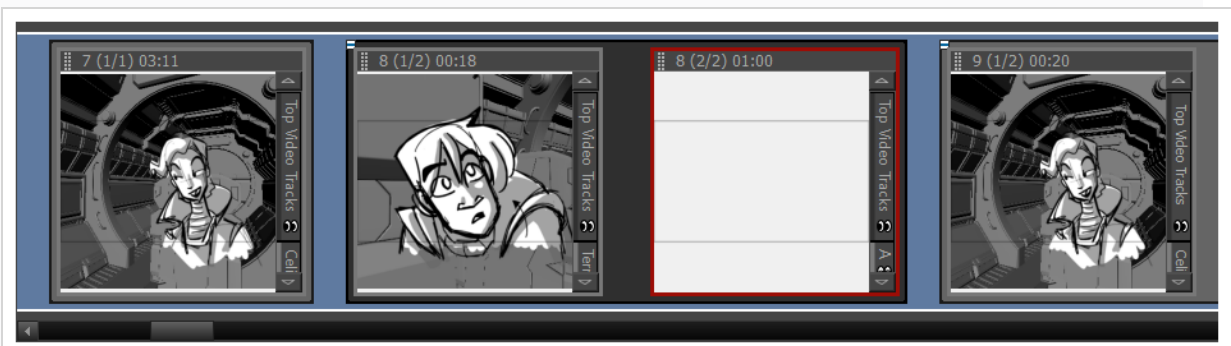 7 (1/1) 03:11
Top Video Tracks
Celi
8 (1/2) 00:18
Top Video Tracks
Terr
8 (2/2) 01:00
Top Video Tracks
A
9 (1/2) 00:20
Top Video Tracks
Celi